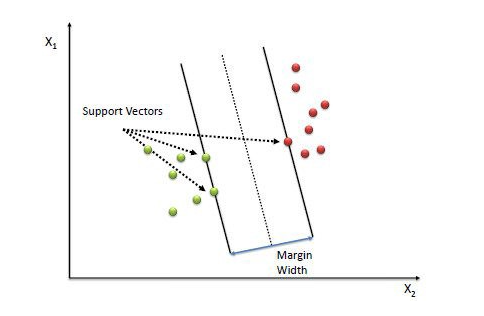 X₁
Support Vectors
Margin
Width
X₂